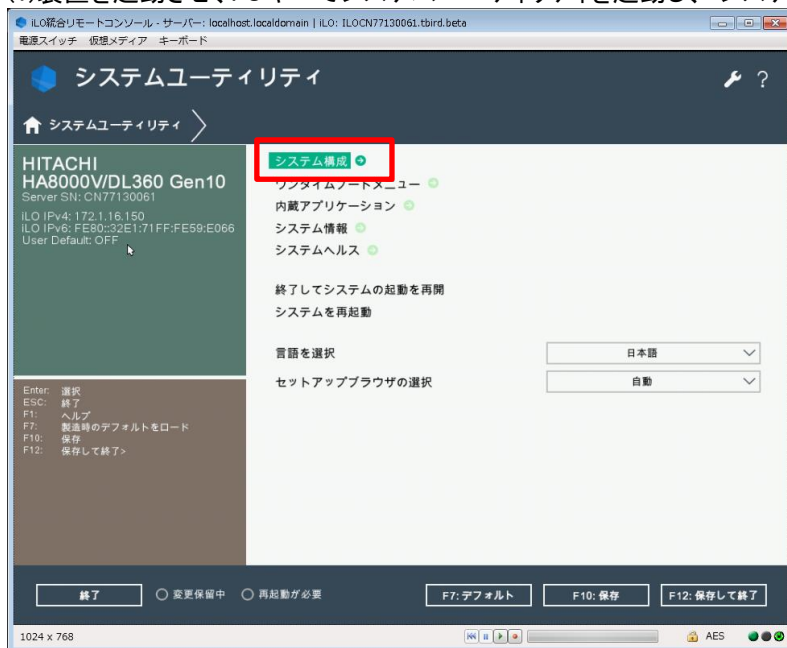 iLO統合リモートコンソール - サーバー: localhost.localdomain | iLO: ILOCN77130061.tbird.beta
電源スイッチ 仮想メディア キーボード
システムユーティリティ
?
システムユーティリティ
HITACHI
HA8000V/DL360 Gen10
Server SN: CN77130061
iLO IPv4: 172.1.16.150
iLO IPv6: FE80::32E1:71FF:FE59:E066
User Default: OFF
システム構成
ワンタイムブートメニュー
内蔵アプリケーション
システム情報
システムヘルス
終了してシステムの起動を再開
システムを再起動
言語を選択 日本語
セットアップブラウザの選択 自動
Enter: 選択
ESC: 終了
F1: ヘルプ
F7: 製造時のデフォルトをロード
F10: 保存
F12: 保存して終了>
終了 変更保留中 再起動が必要 F7: デフォルト F10: 保存 F12: 保存して終了
1024 x 768 AES